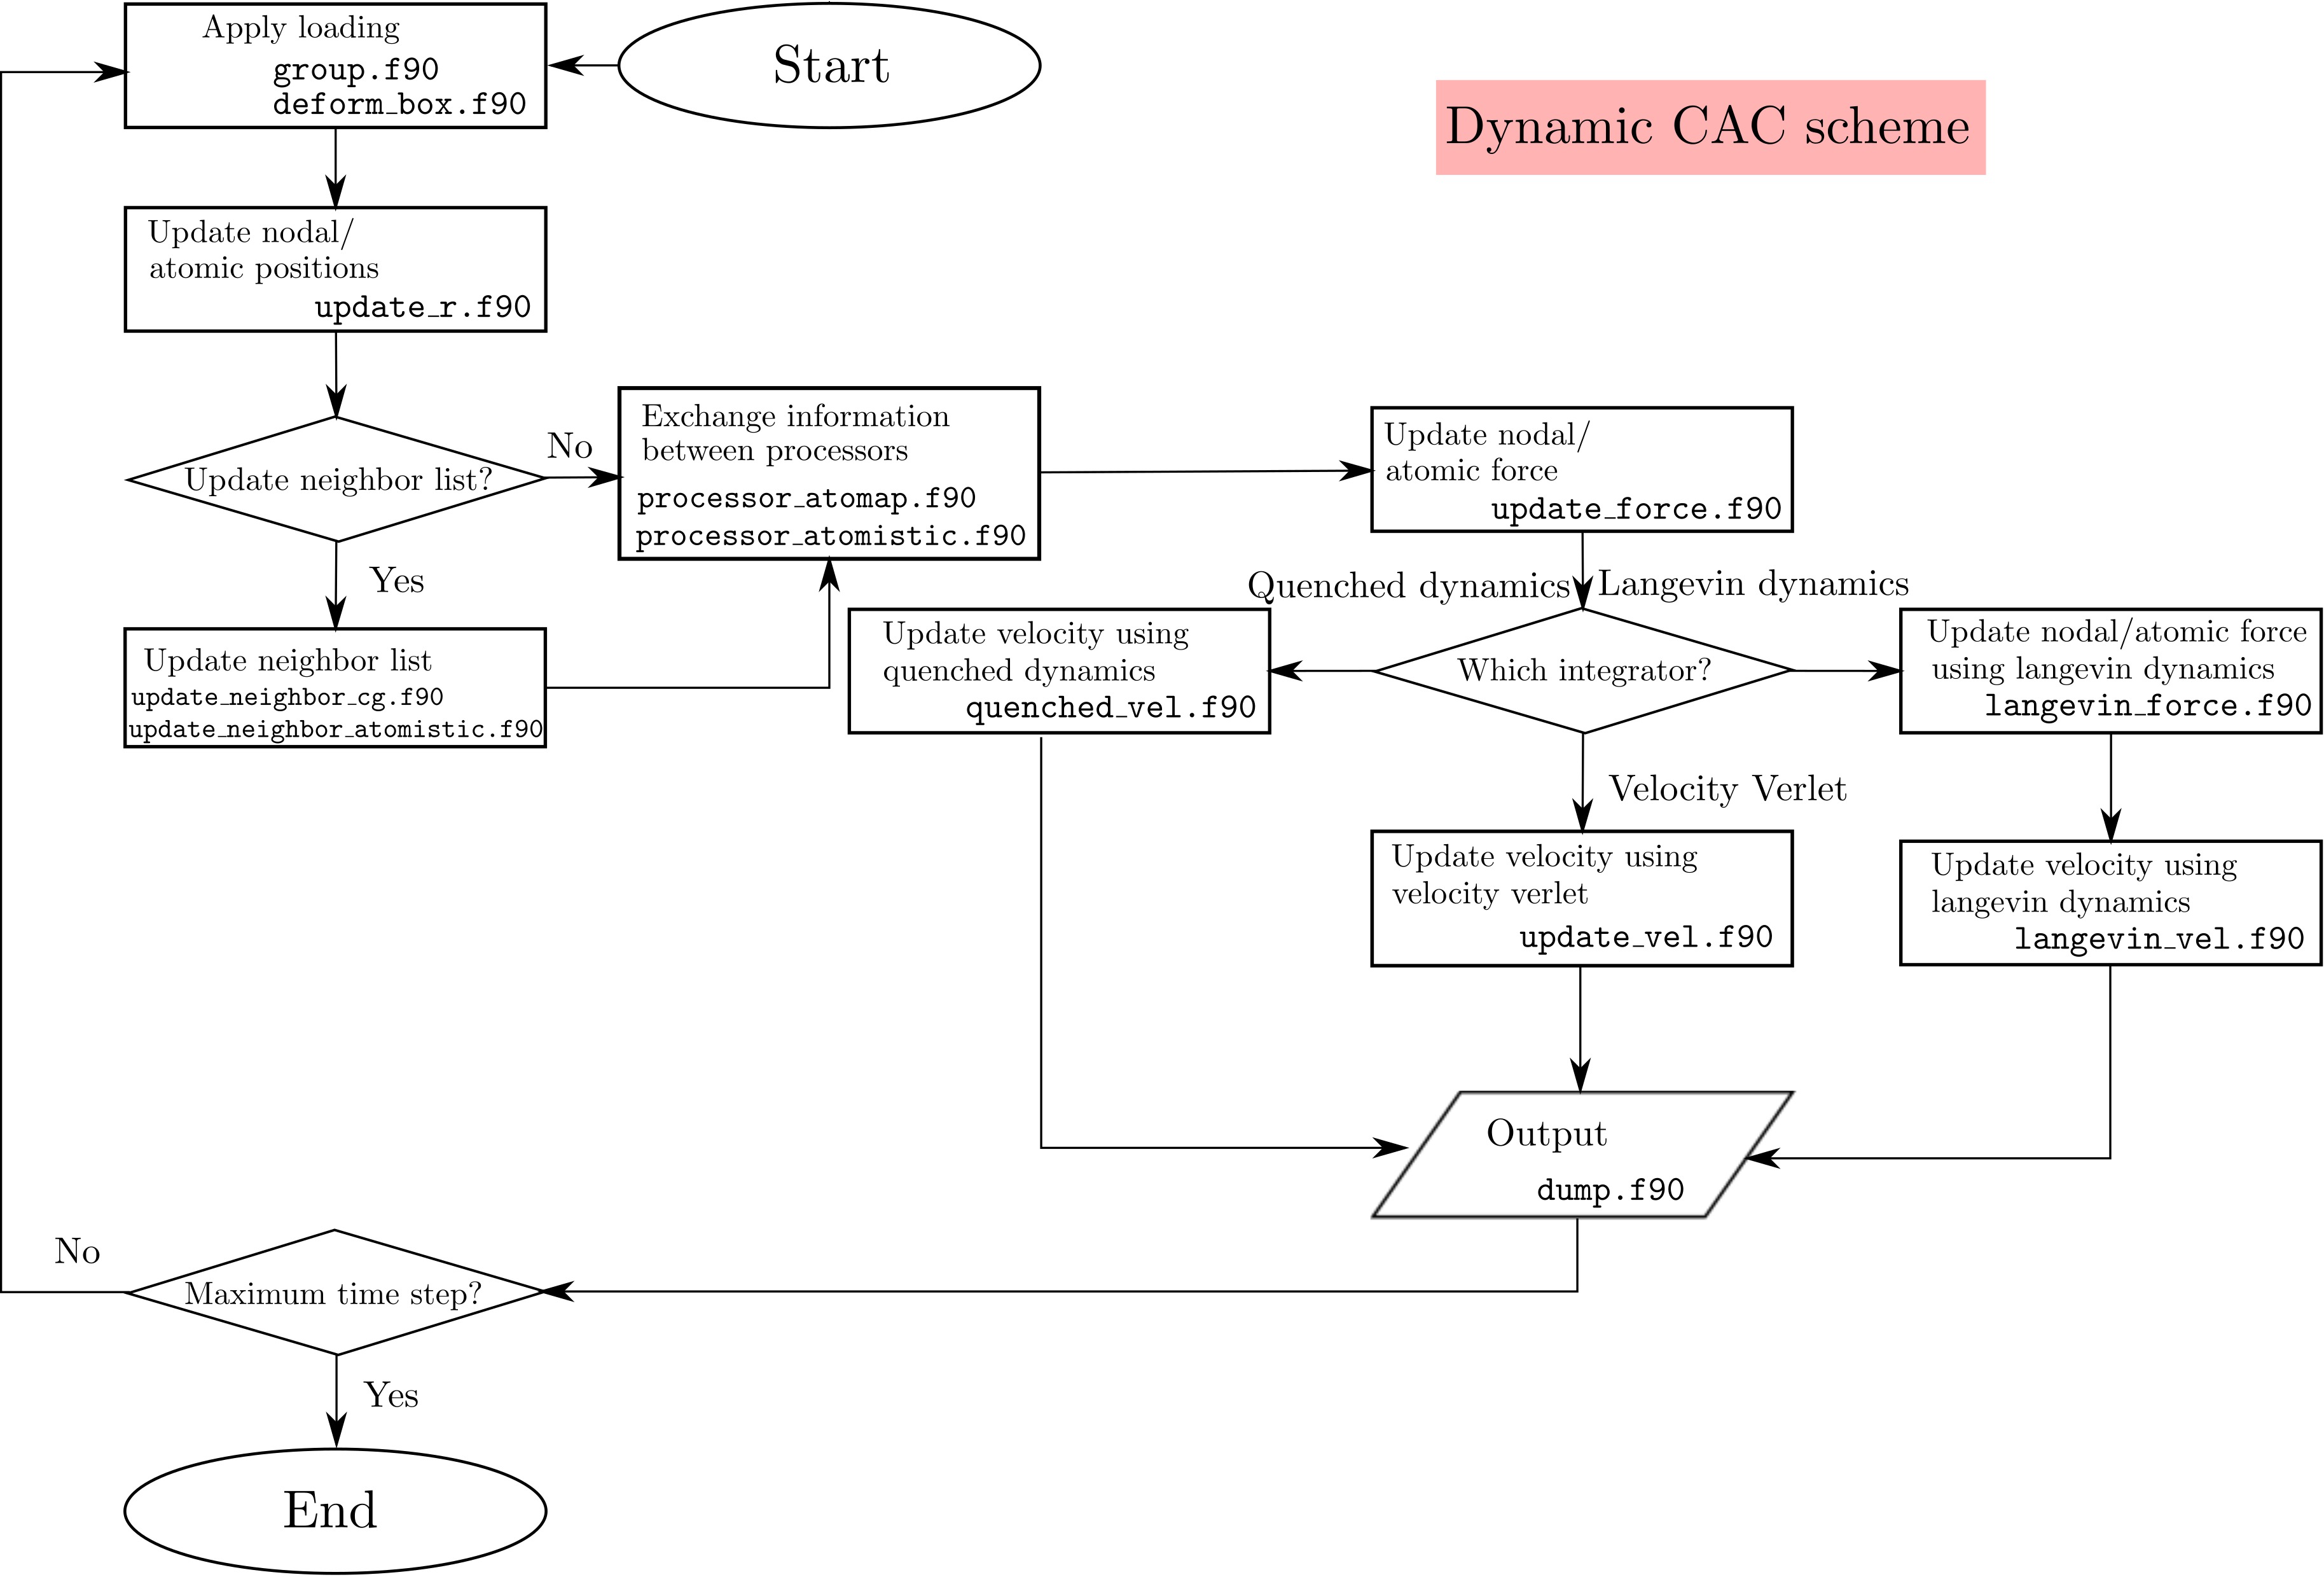 Apply loading
group.f90
deform_box.f90
Start
Dynamic CAC scheme
Update nodal/
atomic positions
update_r.f90
Update neighbor list?
No
Yes
Exchange information
between processors
processor_atomap.f90
processor_atomistic.f90
Update neighbor list
update_neighbor_cg.f90
update_neighbor_atomistic.f90
Update nodal/
atomic force
update_force.f90
Quenched dynamics
Langevin dynamics
Which integrator?
Update velocity using
quenched dynamics
quenched_vel.f90
Update nodal/atomic force
using langevin dynamics
langevin_force.f90
Velocity Verlet
Update velocity using
velocity verlet
update_vel.f90
Update velocity using
langevin dynamics
langevin_vel.f90
Output
dump.f90
No
Maximum time step?
Yes
End